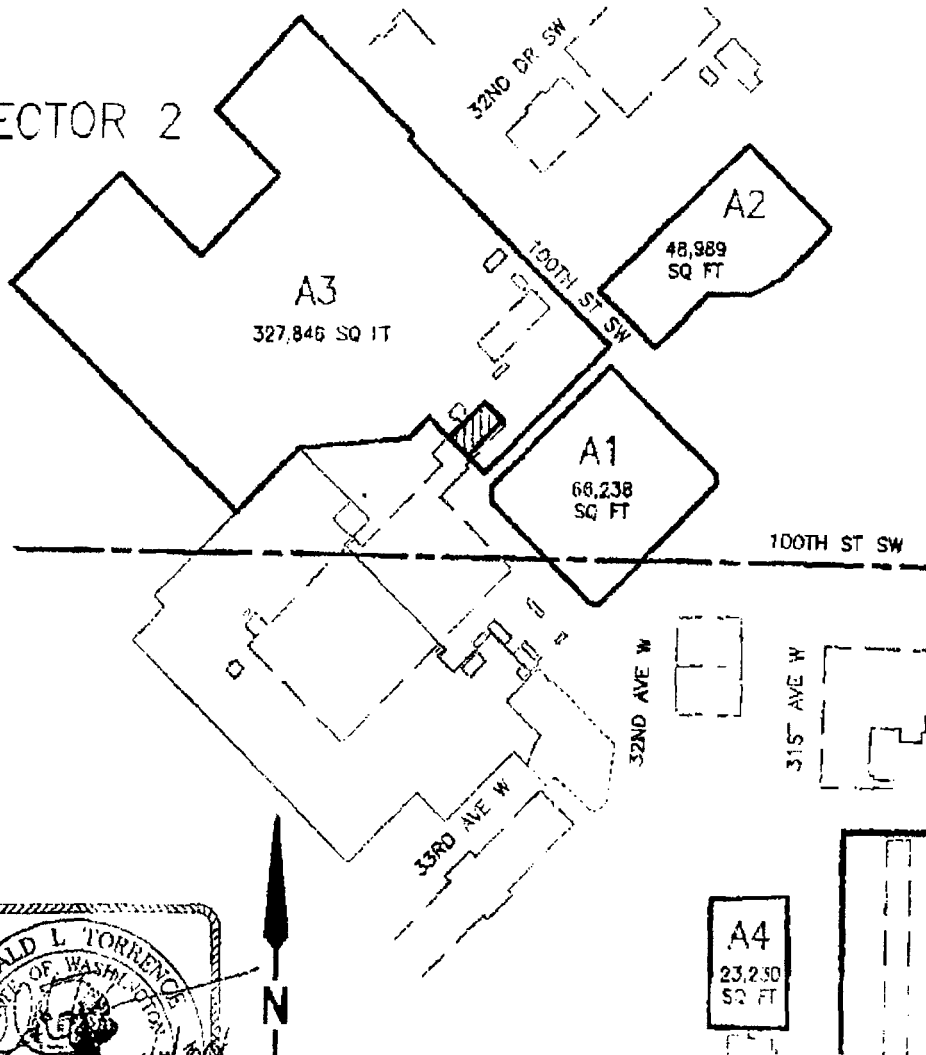 ECTOR 2
32ND DR SW
A2
48,989
SQ FT
100TH ST SW
A3
327,846 SQ FT
A1
66,238
SQ FT
100TH ST SW
32ND AVE W
31ST AVE W
33RD AVE W
A4
23,230
SQ FT
ALD L TORRENCE
OF WASHINGTON
N